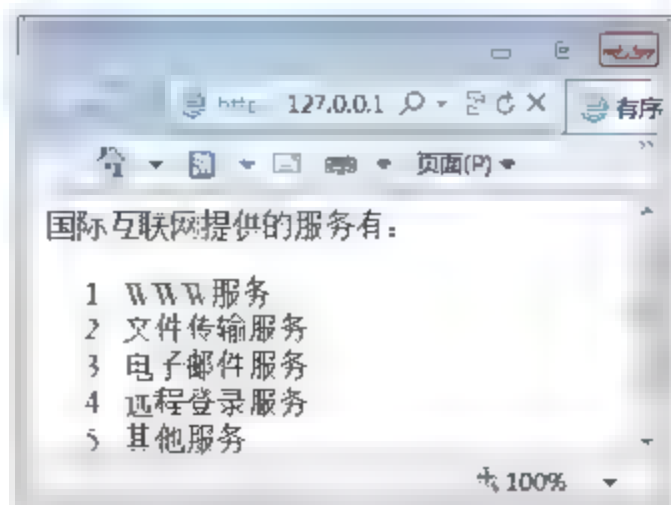 http 127.0.0.1 有序
页面(P)
国际互联网提供的服务有：
1 WWW服务
2 文件传输服务
3 电子邮件服务
4 远程登录服务
5 其他服务
100%